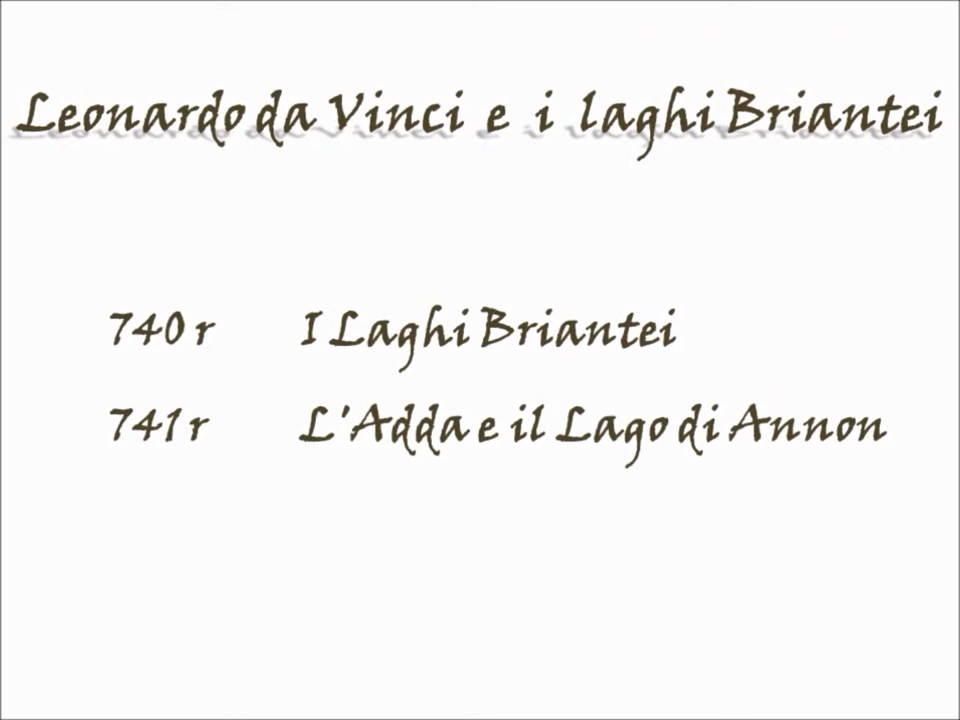 Leonardo da Vinci e i laghi Briantei
740 r I Laghi Briantei
741 r L'Adda e il Lago di Annon